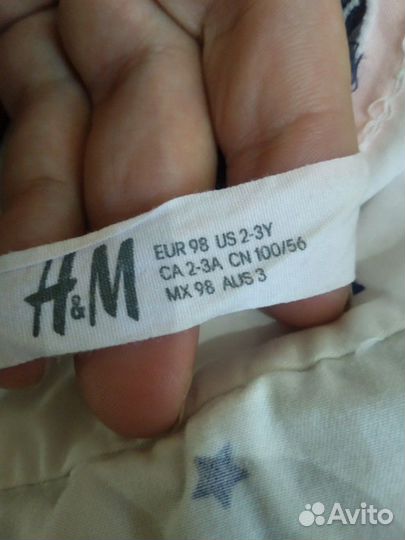 H&M
EUR 98 US 2-3Y
CA 2-3A CN 100/56
MX 98 AUS 3
Avito